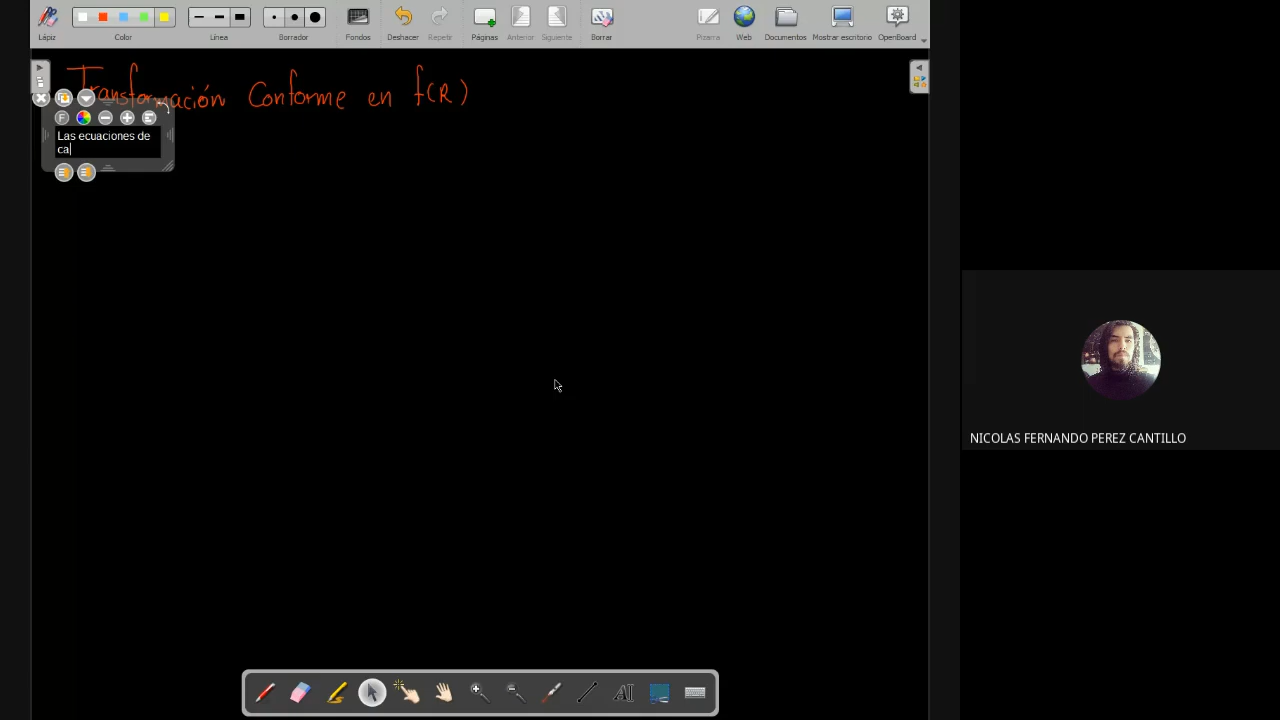 Lápiz
Color
Línea
Borrador
Fondos
Deshacer
Repetir
Páginas
Anterior
Siguiente
Borrar
Pizarra
Web
Documentos
Mostrar escritorio
OpenBoard
Transformación Conforme en f(R)
F
Las ecuaciones de
ca
NICOLAS FERNANDO PEREZ CANTILLO
AI